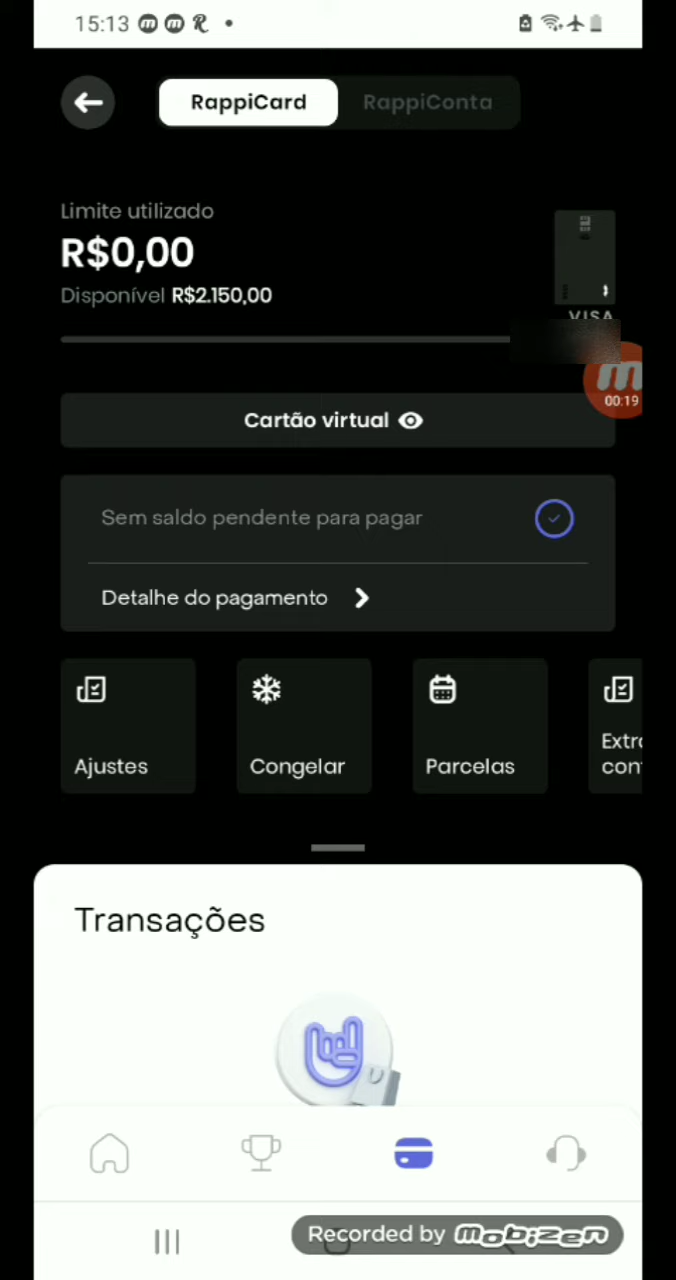 15:13
RappiCard RappiConta
Limite utilizado
R$0,00
Disponível R$2.150,00
VISA
00:19
Cartão virtual
Sem saldo pendente para pagar
Detalhe do pagamento
Ajustes
Congelar
Parcelas
Transações
Recorded by mobizen